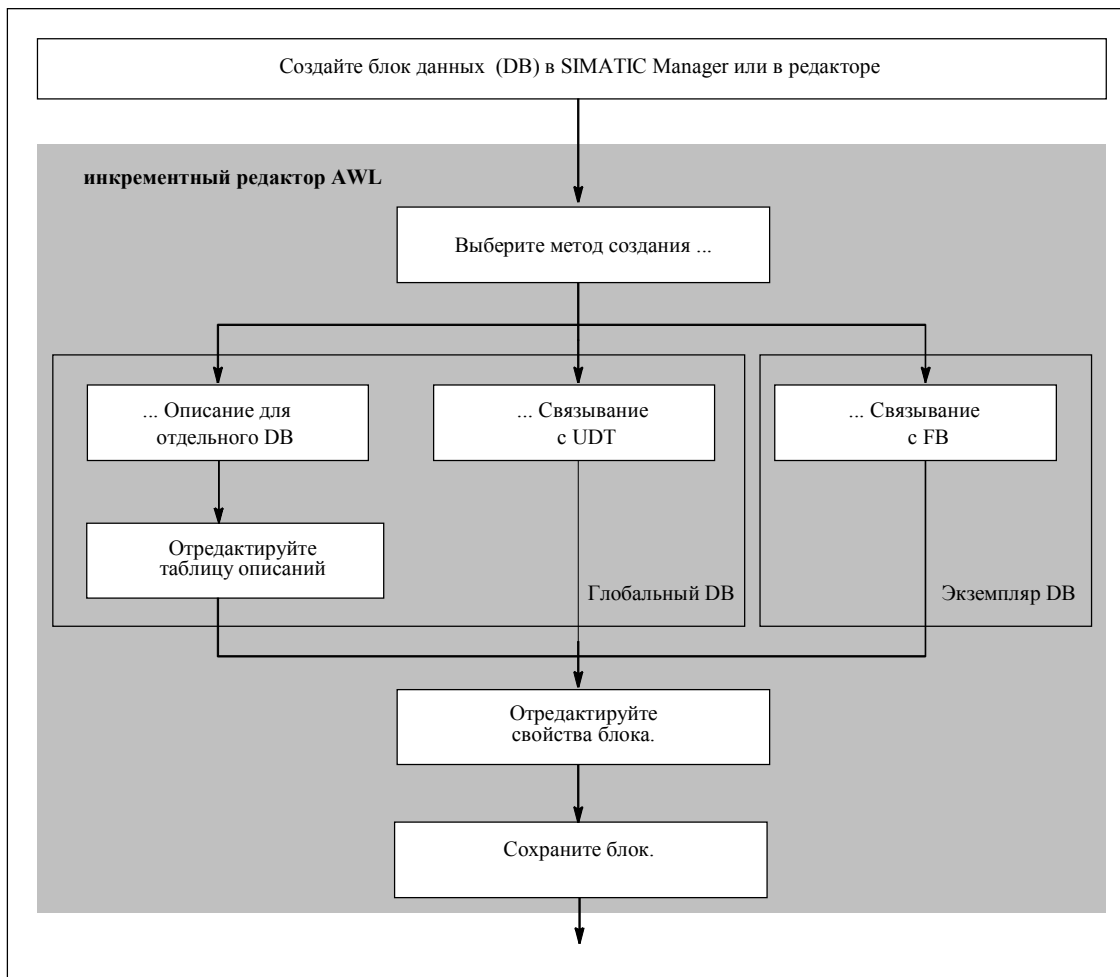 Создайте блок данных (DB) в SIMATIC Manager или в редакторе
инкрементный редактор AWL
Выберите метод создания ...
... Описание для
отдельного DB
... Связывание
с UDT
... Связывание
с FB
Отредактируйте
таблицу описаний
Глобальный DB
Экземпляр DB
Отредактируйте
свойства блока.
Сохраните блок.